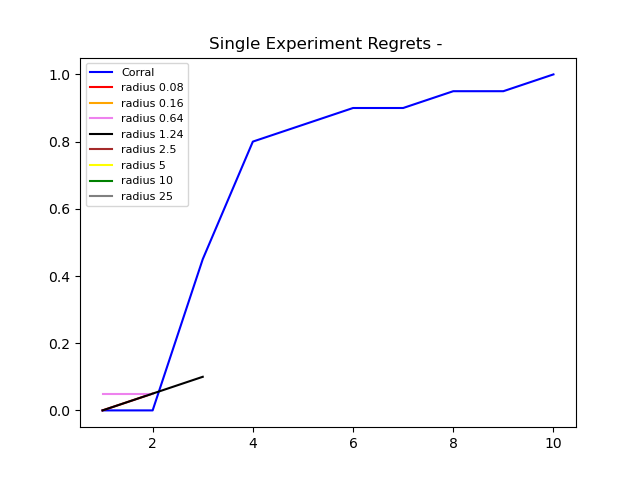 Single Experiment Regrets -
1.0
0.8
0.6
0.4
0.2
0.0
Corral
radius 0.08
radius 0.16
radius 0.64
radius 1.24
radius 2.5
radius 5
radius 10
radius 25
2 4 6 8 10